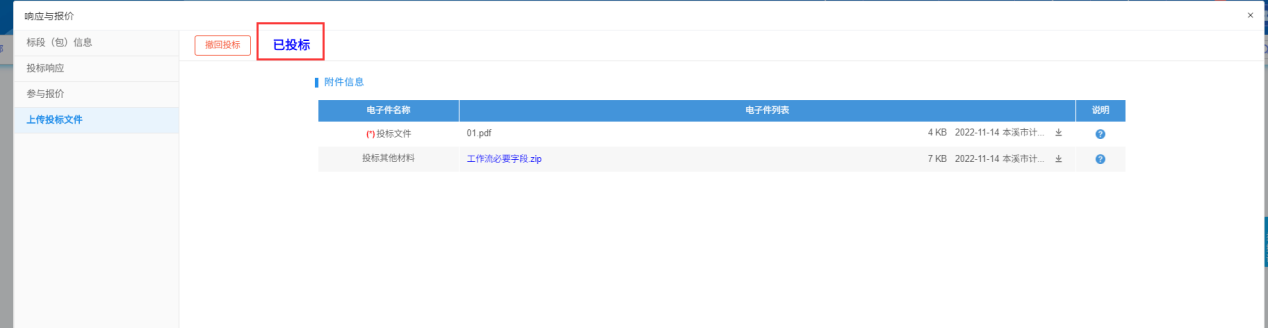 响应与报价
×
标段（包）信息
撤回投标 已投标
投标响应
参与报价
上传投标文件
附件信息
电子件名称 电子件列表 说明
(*)投标文件 01.pdf 4 KB 2022-11-14 本溪市计... ?
投标其他材料 工作流必要字段.zip 7 KB 2022-11-14 本溪市计... ?